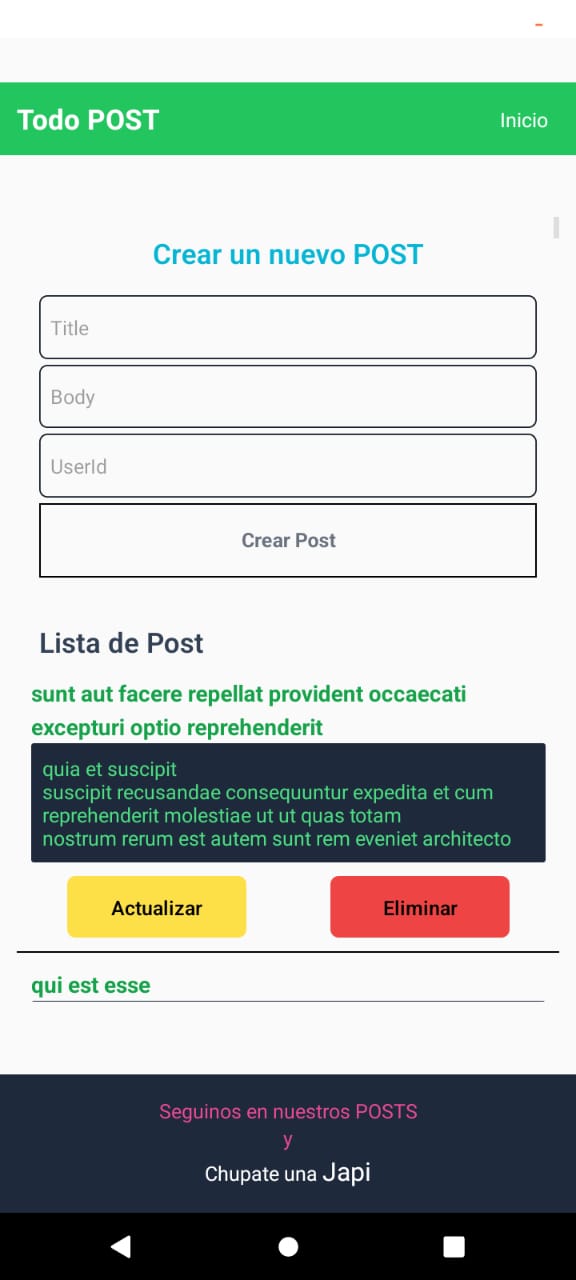 Todo POST
Inicio
Crear un nuevo POST
Title
Body
UserId
Crear Post
Lista de Post
sunt aut facere repellat provident occaecati
excepturi optio reprehenderit
quia et suscipit
suscipit recusandae consequuntur expedita et cum
reprehenderit molestiae ut ut quas totam
nostrum rerum est autem sunt rem eveniet architecto
Actualizar
Eliminar
qui est esse
Seguinos en nuestros POSTS
y
Chupate una Japi